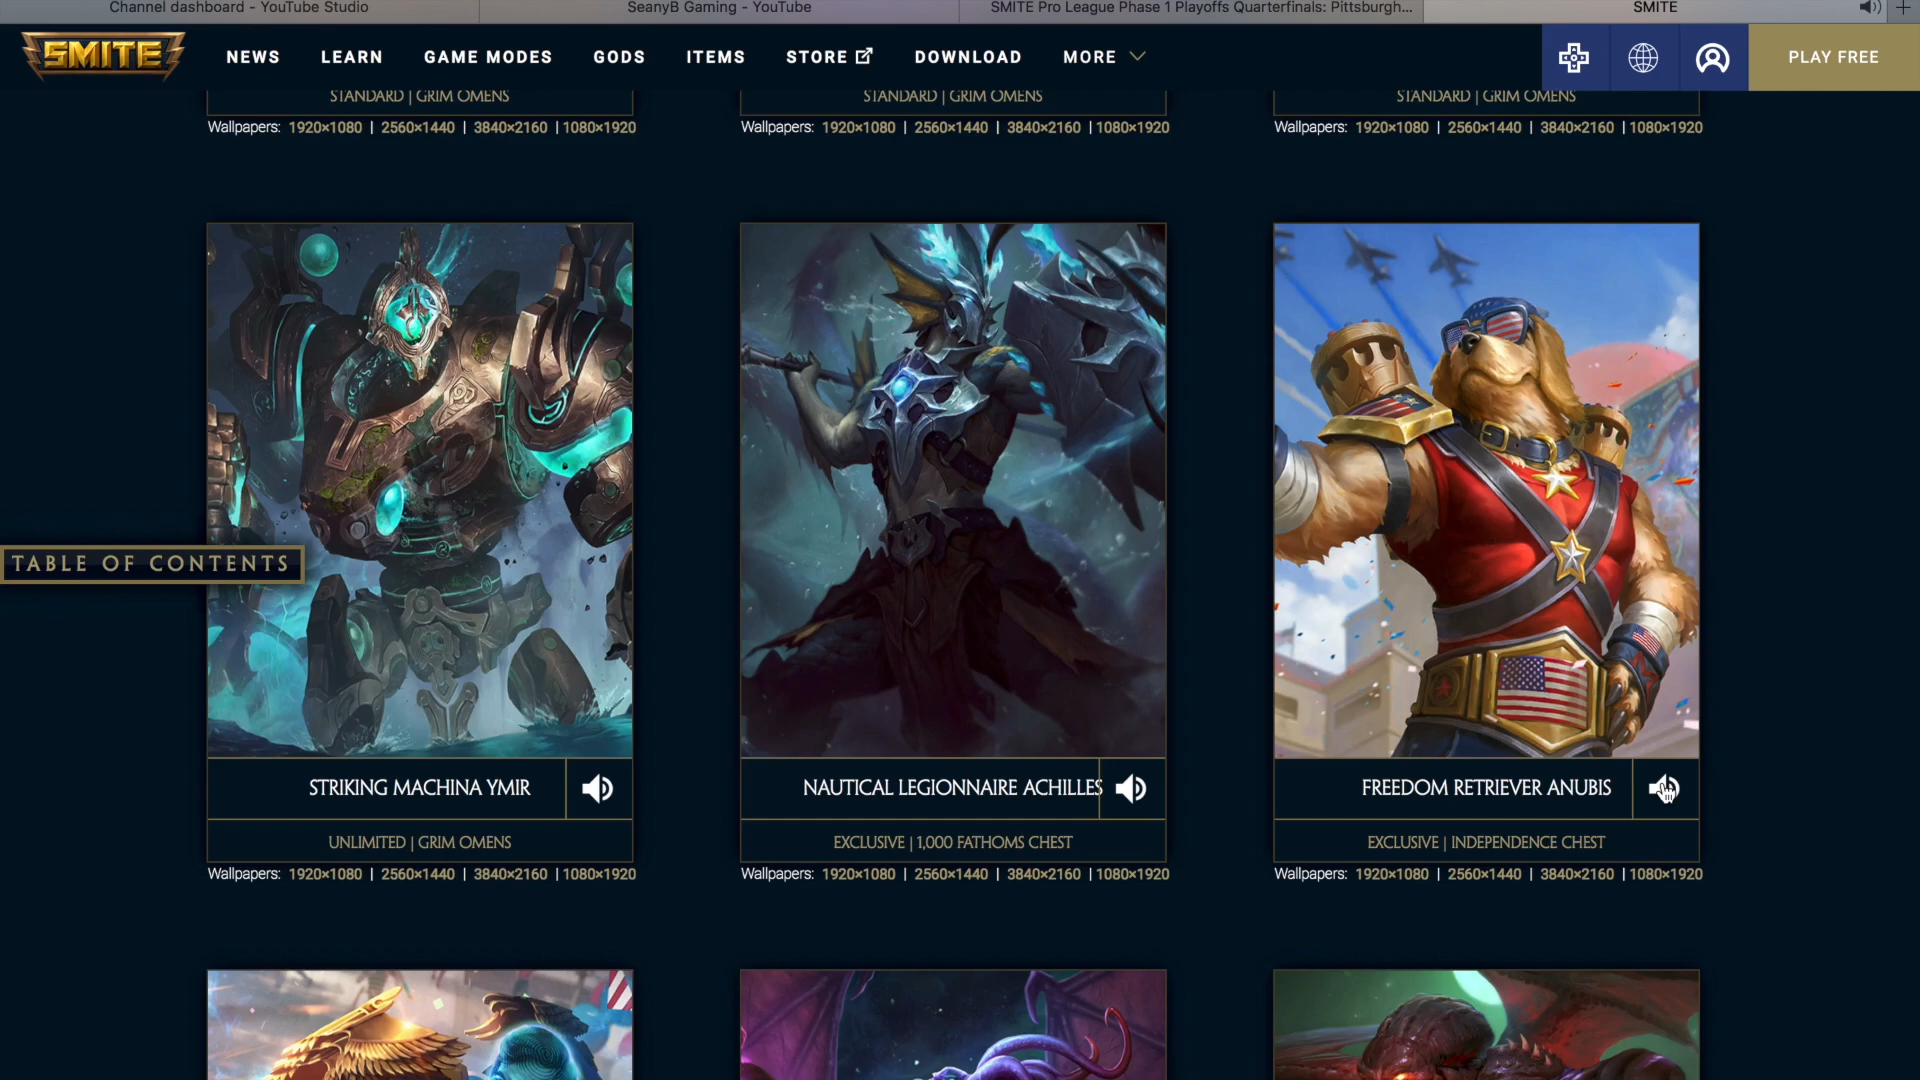 Channel dashboard - YouTube Studio
SeanyB Gaming - YouTube
SMITE Pro League Phase 1 Playoffs Quarterfinals: Pittsburgh...
SMITE
SMITE
NEWS
LEARN
GAME MODES
GODS
ITEMS
STORE
DOWNLOAD
MORE
PLAY FREE
STANDARD | GRIM OMENS
STANDARD | GRIM OMENS
STANDARD | GRIM OMENS
Wallpapers: 1920×1080 | 2560×1440 | 3840×2160 | 1080×1920
Wallpapers: 1920×1080 | 2560×1440 | 3840×2160 | 1080×1920
Wallpapers: 1920×1080 | 2560×1440 | 3840×2160 | 1080×1920
TABLE OF CONTENTS
STRIKING MACHINA YMIR
NAUTICAL LEGIONNAIRE ACHILLES
FREEDOM RETRIEVER ANUBIS
UNLIMITED | GRIM OMENS
EXCLUSIVE | 1,000 FATHOMS CHEST
EXCLUSIVE | INDEPENDENCE CHEST
Wallpapers: 1920×1080 | 2560×1440 | 3840×2160 | 1080×1920
Wallpapers: 1920×1080 | 2560×1440 | 3840×2160 | 1080×1920
Wallpapers: 1920×1080 | 2560×1440 | 3840×2160 | 1080×1920